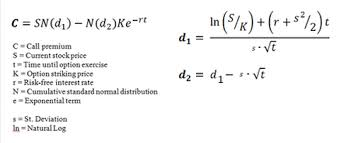 C = SN(d₁) − N(d₂)Ke⁻ʳᵗ
C = Call premium
S = Current stock price
t = Time until option exercise
K = Option striking price
r = Risk-free interest rate
N = Cumulative standard normal distribution
e = Exponential term
s = St. Deviation
ln = Natural Log
d₁ = (ln(S/K) + (r + s²/2) t) / (s · √t)
d₂ = d₁ − s · √t